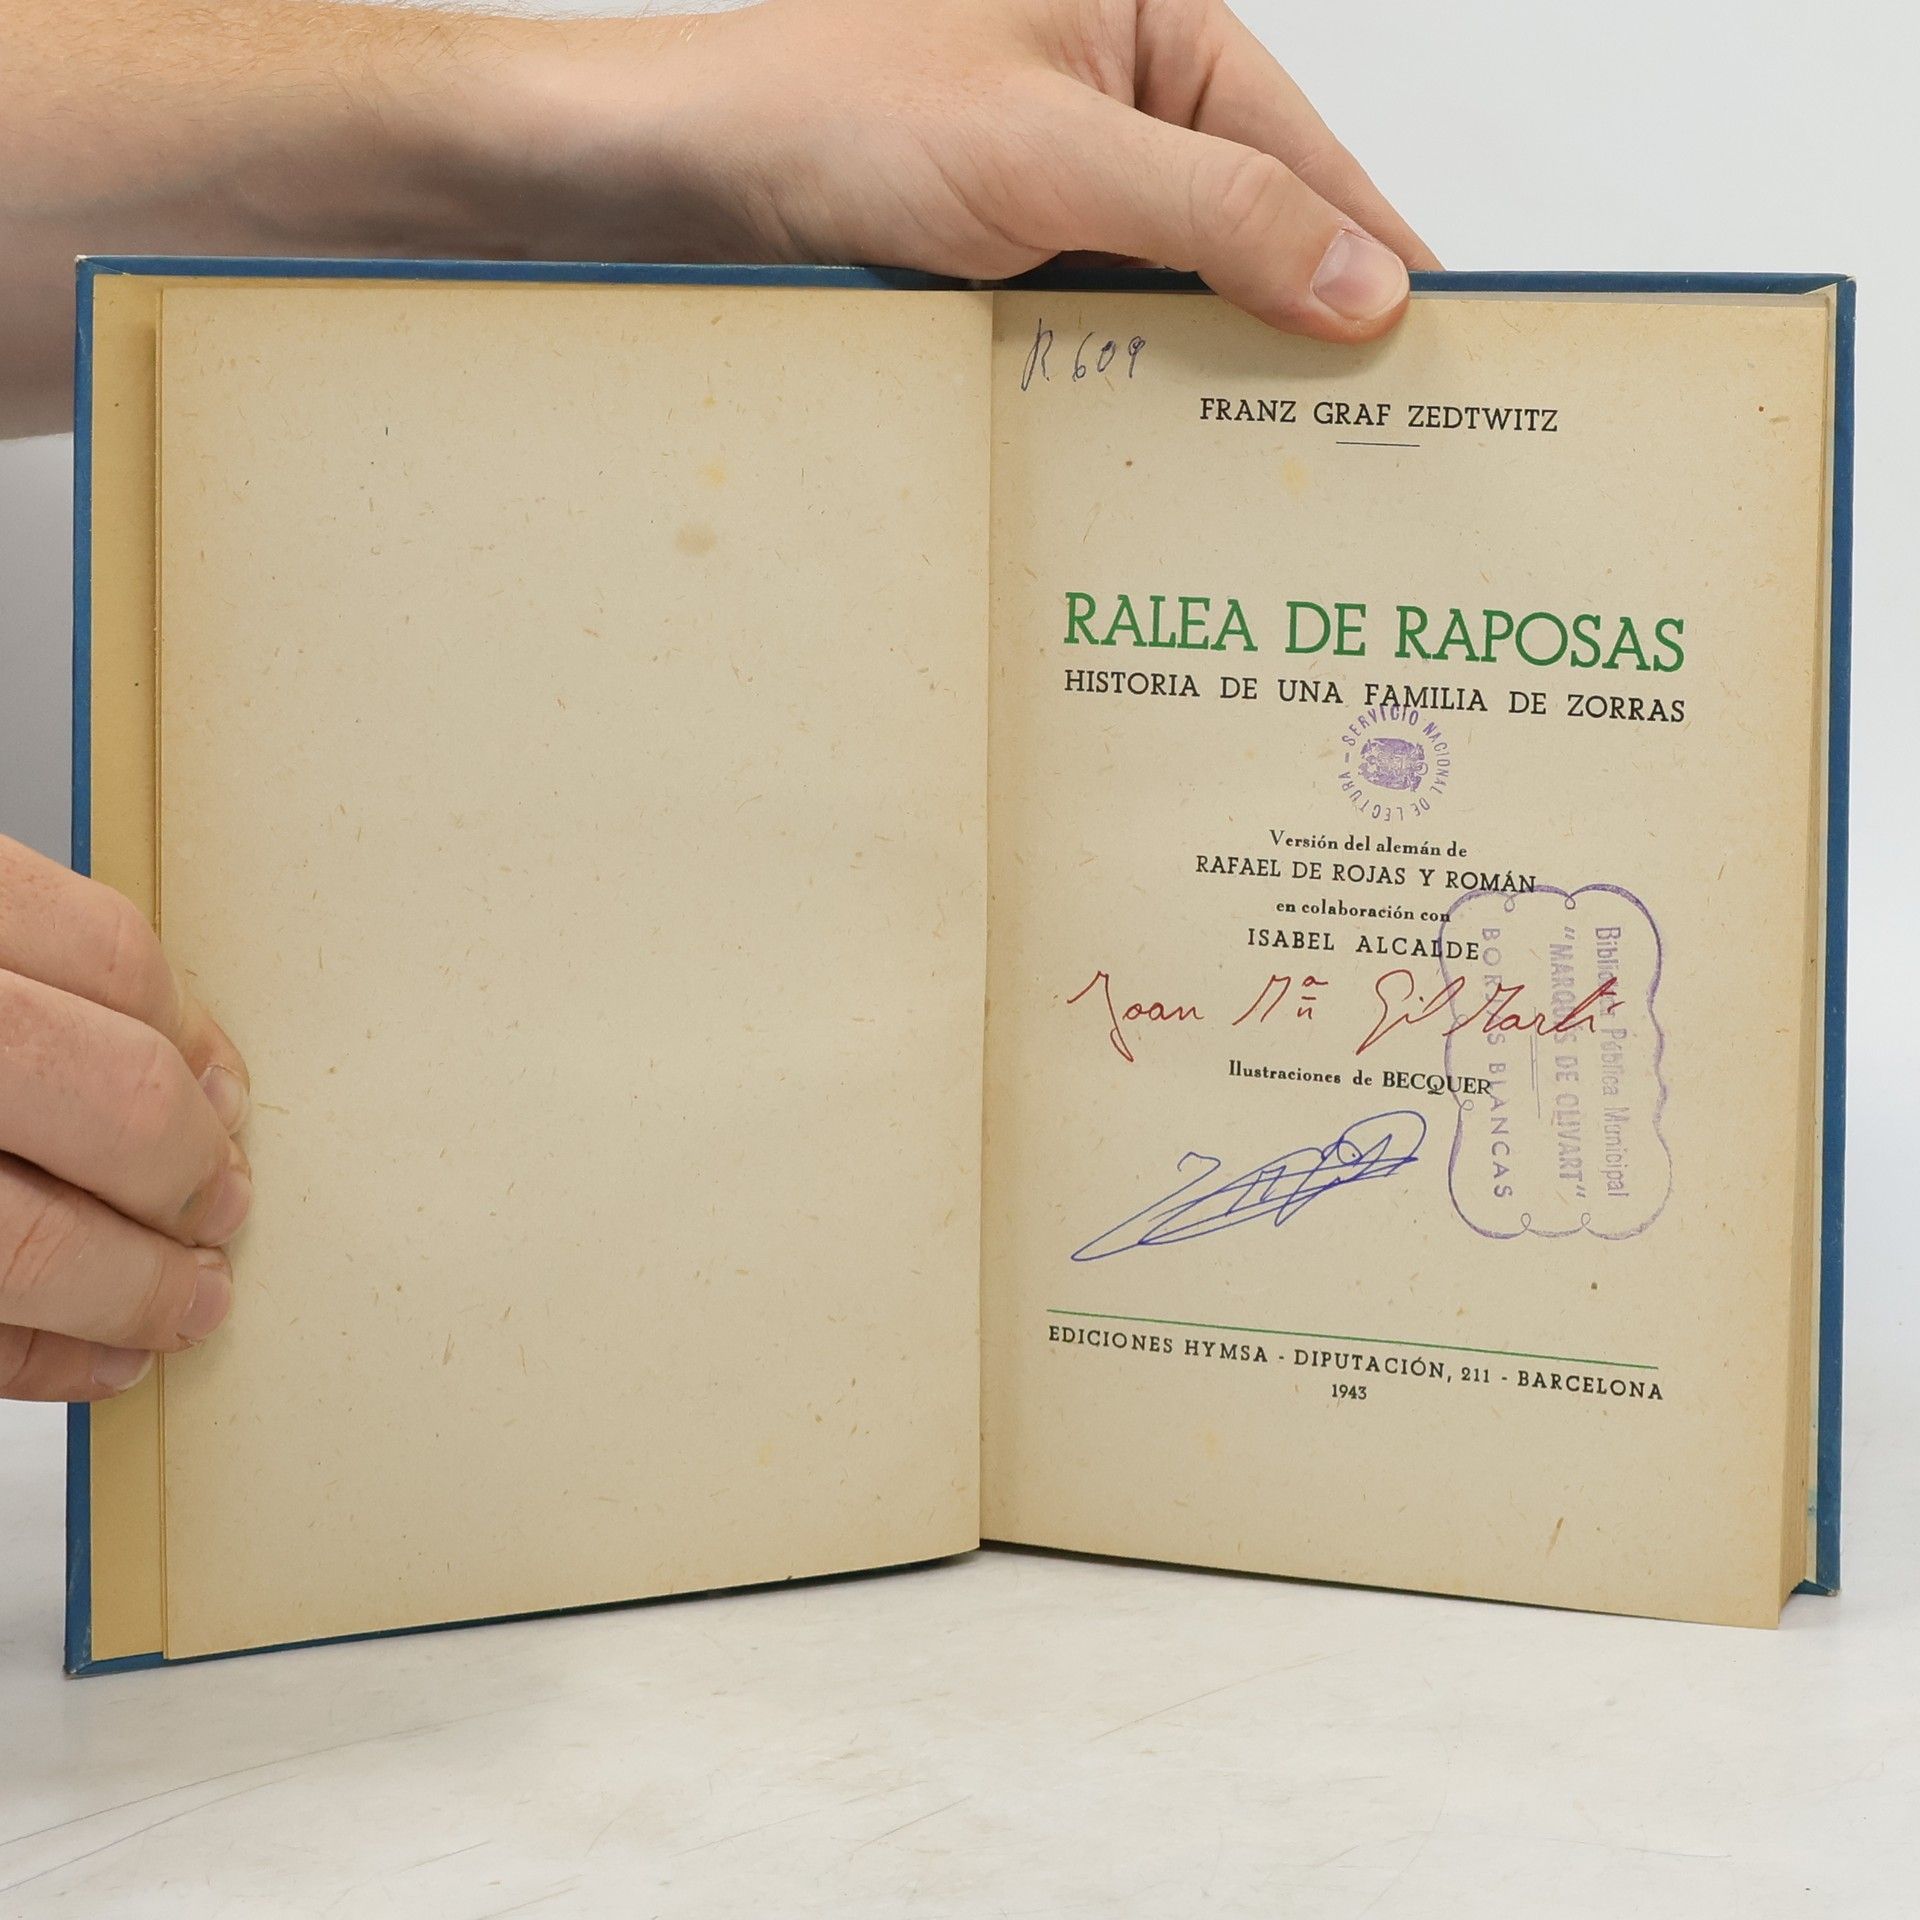 R 609
FRANZ GRAF ZEDTWITZ
RALEA DE RAPOSAS
HISTORIA DE UNA FAMILIA DE ZORRAS
SERVICIO NACIONAL DE LECTURA –
Versión del alemán de
RAFAEL DE ROJAS Y ROMÁN
en colaboración con
ISABEL ALCALDE
Joan Mª Gil Martí
Ilustraciones de BECQUER
Biblioteca Pública Municipal
"MARQUÉS DE OLIVART"
BORJAS BLANCAS
EDICIONES HYMSA - DIPUTACIÓN, 211 - BARCELONA
1943